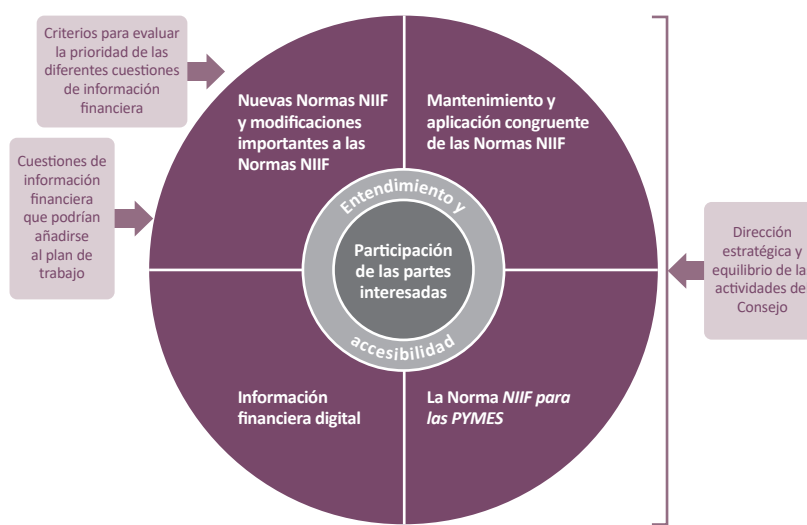 Criterios para evaluar
la prioridad de las
diferentes cuestiones
de información
financiera
Cuestiones de
información
financiera
que podrían
añadirse
al plan de
trabajo
Nuevas Normas NIIF
y modificaciones
importantes a las
Normas NIIF
Mantenimiento y
aplicación congruente
de las Normas NIIF
Entendimiento y
accesibilidad
Participación
de las partes
interesadas
Información
financiera digital
La Norma NIIF para
las PYMES
Dirección
estratégica y
equilibrio de la
actividades de
Consejo